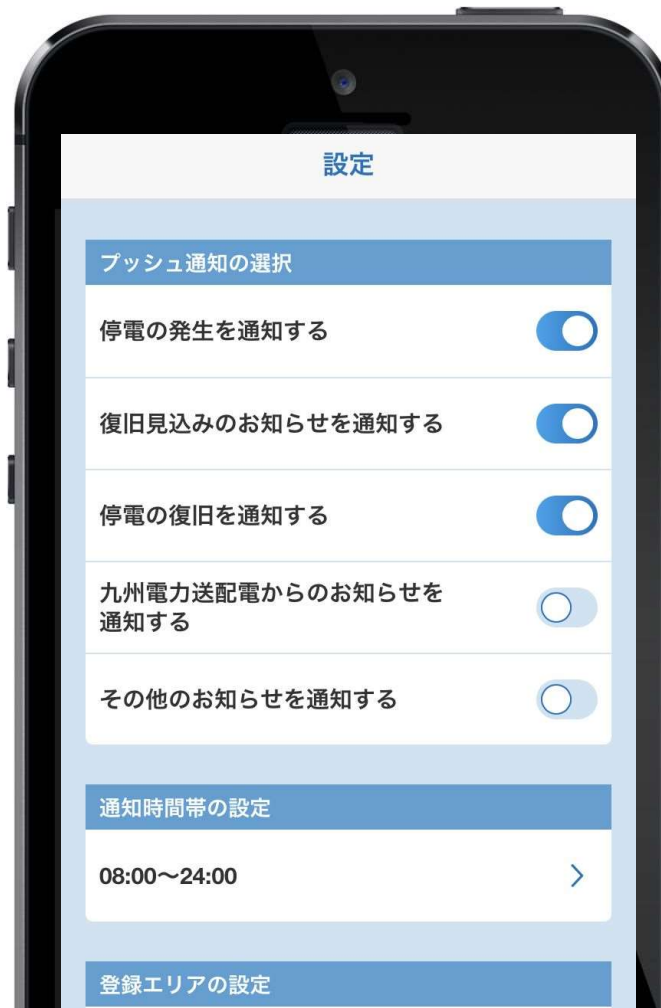 設定
プッシュ通知の選択
停電の発生を通知する
復旧見込みのお知らせを通知する
停電の復旧を通知する
九州電力送配電からのお知らせを
通知する
その他のお知らせを通知する
通知時間帯の設定
08:00～24:00
登録エリアの設定